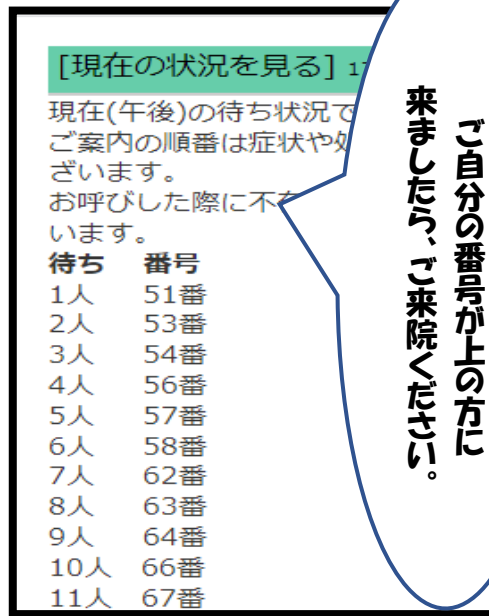 [現在の状況を見る] 17
現在(午後)の待ち状況で
ご案内の順番は症状や処
ざいます。
お呼びした際に不在
います。
待ち 番号
1人 51番
2人 53番
3人 54番
4人 56番
5人 57番
6人 58番
7人 62番
8人 63番
9人 64番
10人 66番
11人 67番
ご自分の番号が上の方に
来ましたら、ご来院ください。